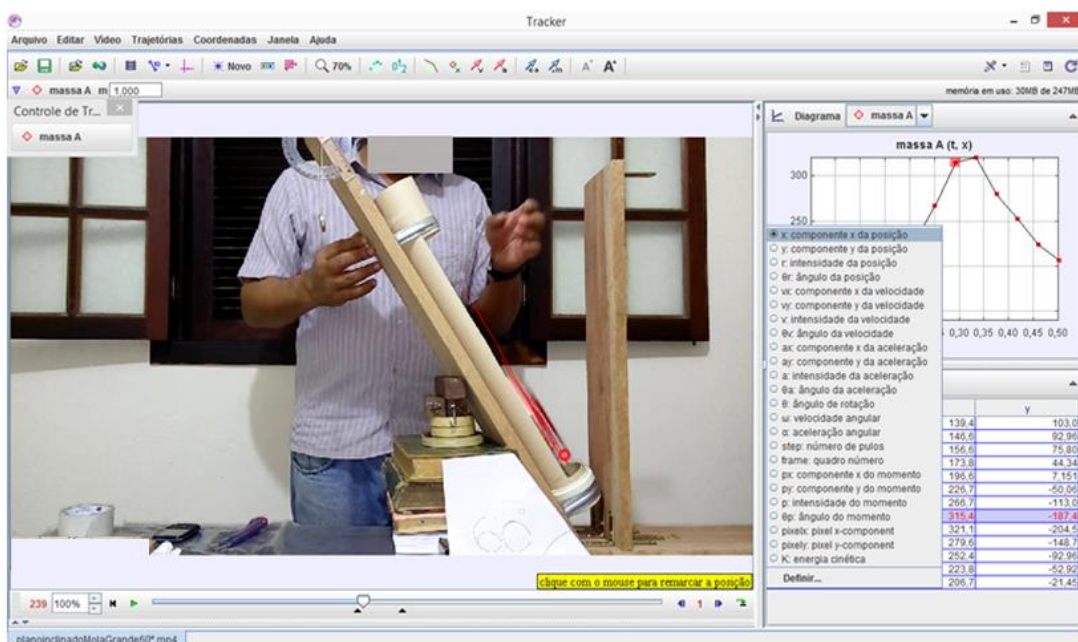 Tracker
Arquivo Editar Video Trajetórias Coordenadas Janela Ajuda
Novo 70%
massa A m 1,000
memória em uso: 30MB de 247MB
Controle de Tr...
massa A
Diagrama massa A
massa A (t, x)
300
250
0,30 0,35 0,40 0,45 0,50
x: componente x da posição
y: componente y da posição
r: intensidade da posição
θr: ângulo da posição
vx: componente x da velocidade
vy: componente y da velocidade
v: intensidade da velocidade
θv: ângulo da velocidade
ax: componente x da aceleração
ay: componente y da aceleração
a: intensidade da aceleração
θa: ângulo da aceleração
θ: ângulo de rotação
ω: velocidade angular
α: aceleração angular
step: número de pulos
frame: quadro número
px: componente x do momento
py: componente y do momento
p: intensidade do momento
θp: ângulo do momento
pixelx: pixel x-component
pixely: pixel y-component
K: energia cinética
Definir...
y
139,4 103,0
146,6 92,96
156,6 75,80
173,8 44,34
196,6 7,151
226,7 -50,06
266,7 -113,0
315,4 -187,4
321,1 -204,5
279,6 -148,7
252,4 -92,96
223,8 -52,92
206,7 -21,45
60°
clique com o mouse para remarcar a posição
239 100% 1
planoinclinadoMolaGrande60°.mp4